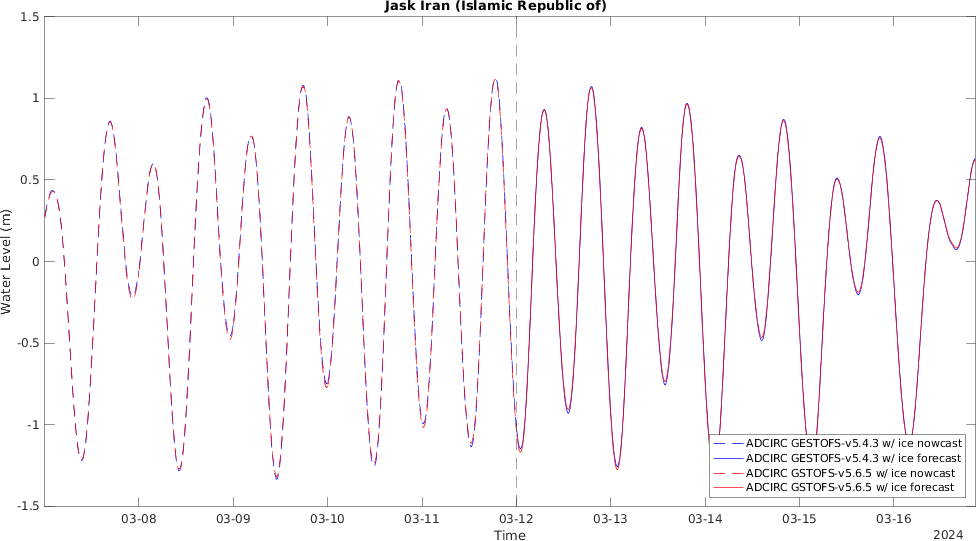 Jask Iran (Islamic Republic of)
1.5
1
0.5
0
-0.5
-1
-1.5
Water Level (m)
ADCIRC GESTOFS-v5.4.3 w/ ice nowcast
ADCIRC GESTOFS-v5.4.3 w/ ice forecast
ADCIRC GSTOFS-v5.6.5 w/ ice nowcast
ADCIRC GSTOFS-v5.6.5 w/ ice forecast
03-08 03-09 03-10 03-11 03-12 03-13 03-14 03-15 03-16
Time
2024